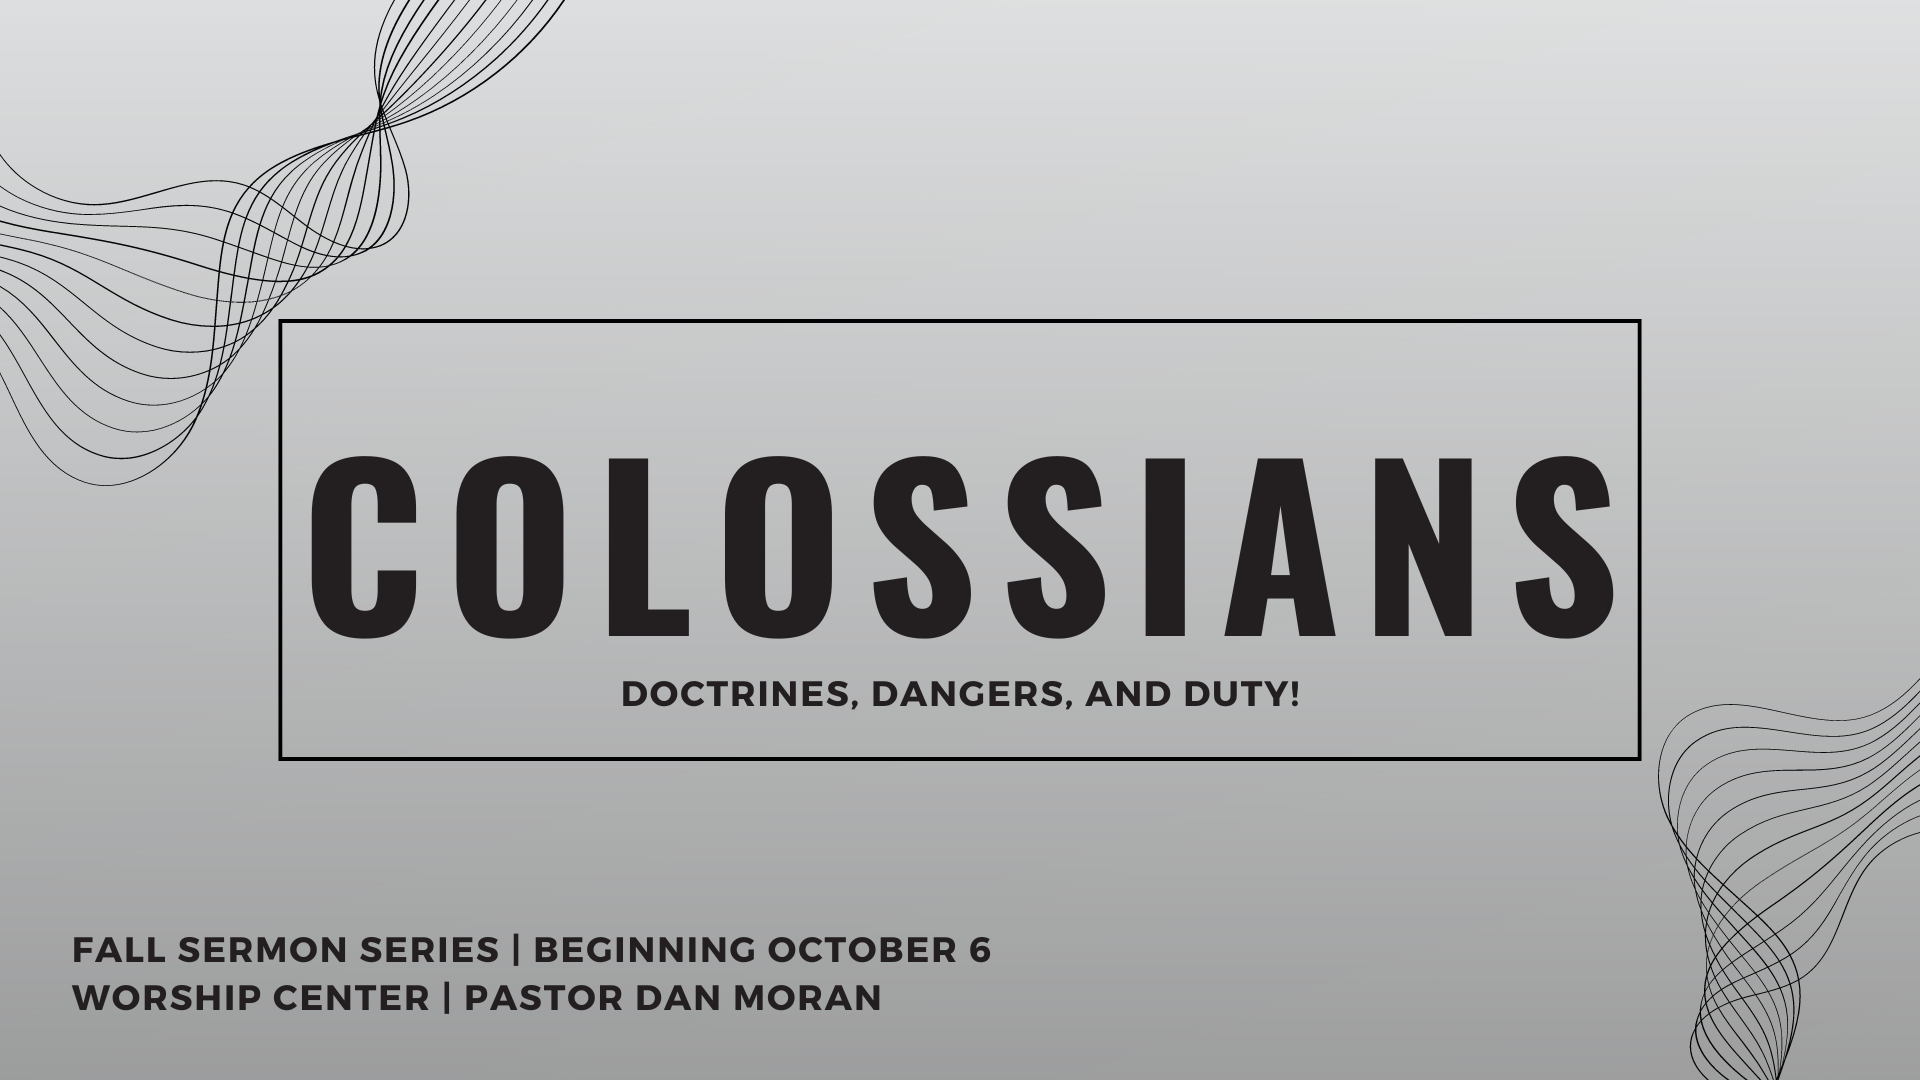 COLOSSIANS
DOCTRINES, DANGERS, AND DUTY!
FALL SERMON SERIES | BEGINNING OCTOBER 6
WORSHIP CENTER | PASTOR DAN MORAN